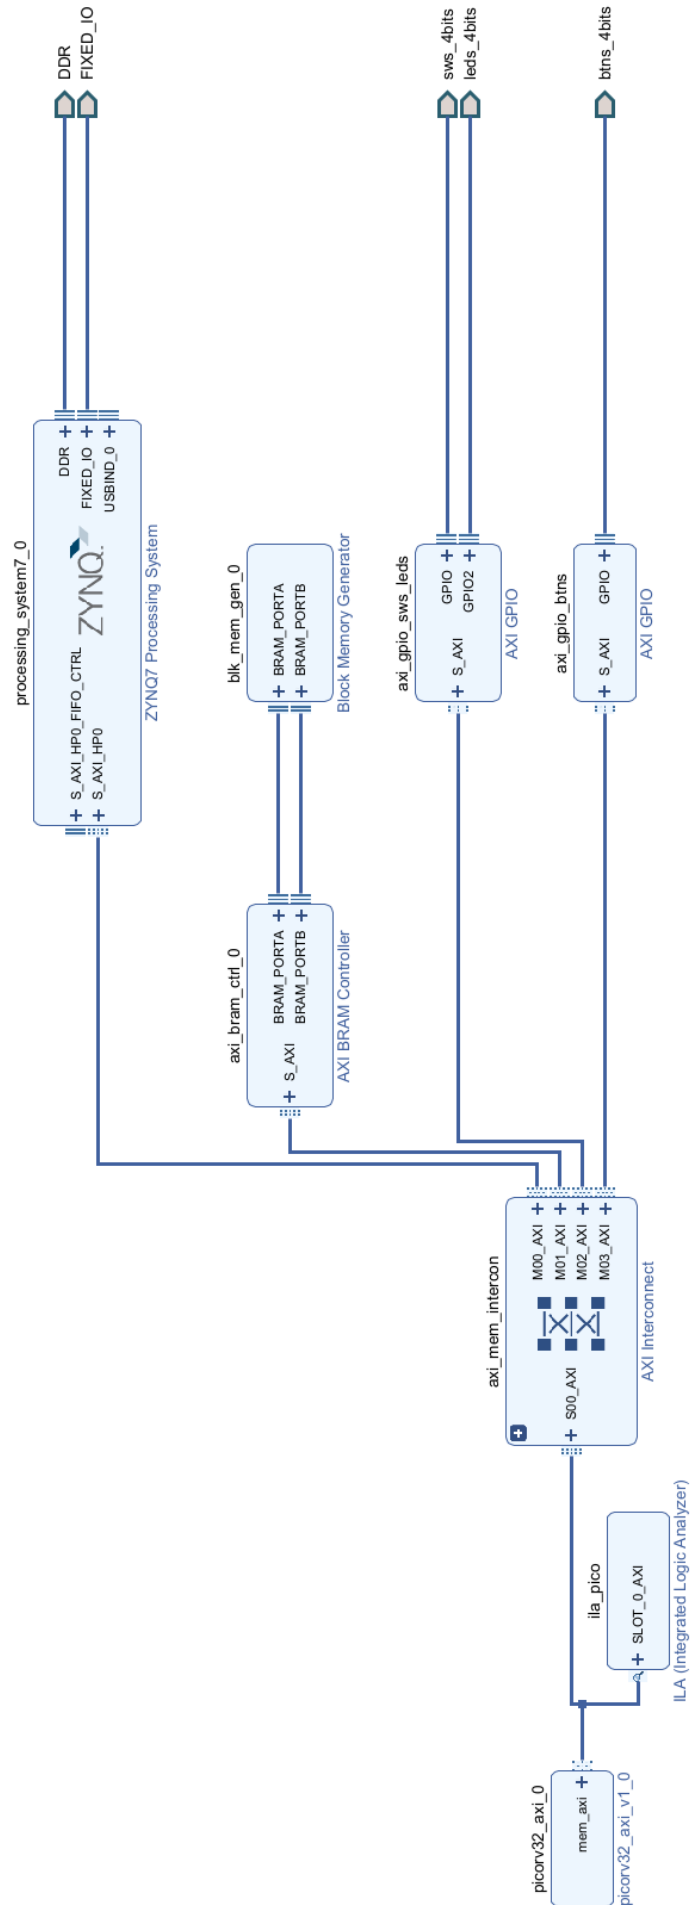 picorv32_axi_0
mem_axi
picorv32_axi_v1_0
ila_pico
SLOT_0_AXI
ILA (Integrated Logic Analyzer)
axi_mem_intercon
S00_AXI
M00_AXI
M01_AXI
M02_AXI
M03_AXI
AXI Interconnect
processing_system7_0
S_AXI_HP0_FIFO_CTRL
S_AXI_HP0
ZYNQ.
DDR
FIXED_IO
USBIND_0
ZYNQ7 Processing System
axi_bram_ctrl_0
S_AXI
BRAM_PORTA
BRAM_PORTB
AXI BRAM Controller
blk_mem_gen_0
BRAM_PORTA
BRAM_PORTB
Block Memory Generator
axi_gpio_sws_leds
S_AXI
GPIO
GPIO2
AXI GPIO
axi_gpio_btns
S_AXI
GPIO
AXI GPIO
DDR
FIXED_IO
sws_4bits
leds_4bits
btns_4bits